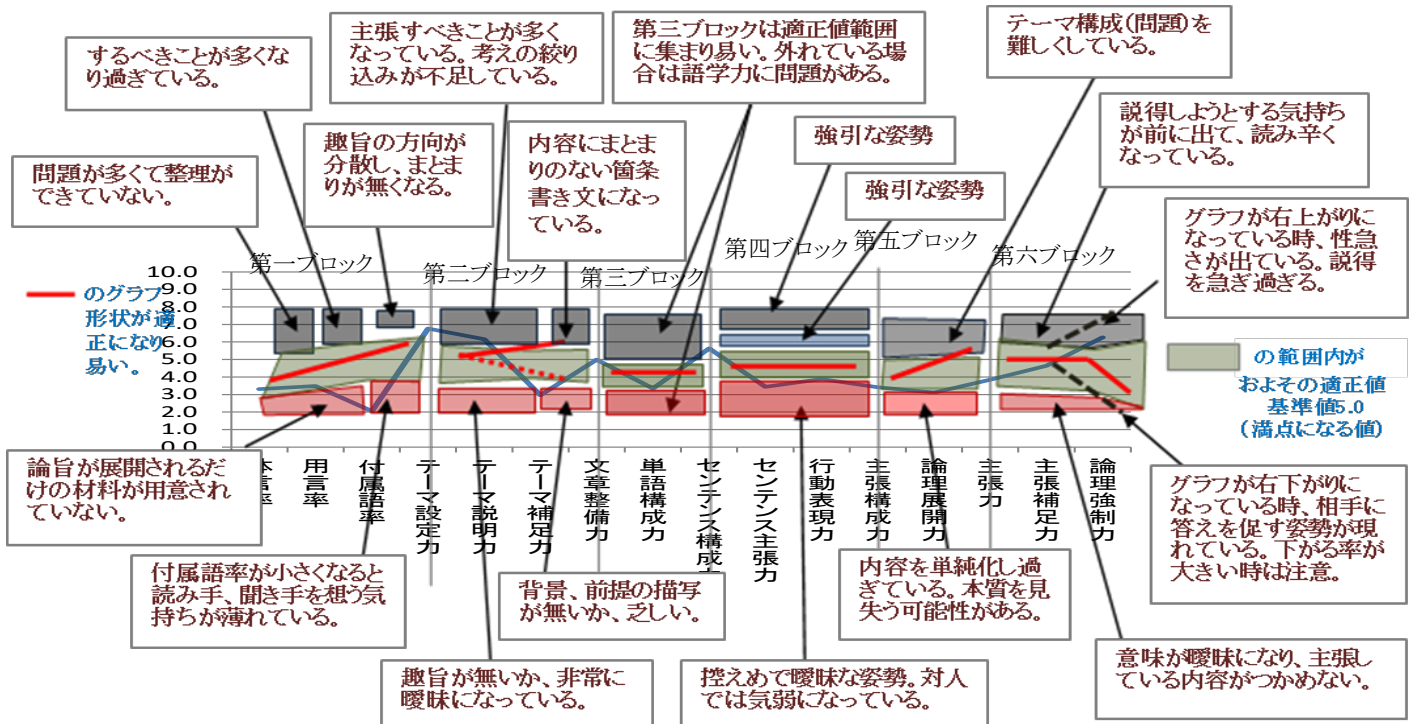 するべきことが多くな
り過ぎている。
主張すべきことが多く
なっている。考えの絞り
込みが不足している。
第三ブロックは適正値範囲
に集まり易い。外れている場
合は語学力に問題がある。
テーマ構成(問題)を
難しくしている。
問題が多くて整理が
できていない。
趣旨の方向が
分散し、まとま
りが無くなる。
内容にまとま
りのない箇条
書き文になっ
ている。
強引な姿勢
強引な姿勢
説得しようとする気持ち
が前に出て、読み辛く
なっている。
グラフが右上がりに
なっている時、性急
さが出ている。説得
を急ぎ過ぎる。
第一ブロック
第二ブロック
第三ブロック
第四ブロック
第五ブロック
第六ブロック
10.0
9.0
8.0
7.0
6.0
5.0
4.0
3.0
2.0
1.0
0.0
のグラフ
形状が適
正になり
易い。
の範囲内が
およその適正値
基準値5.0
(満点になる値)
体言率
用言率
付属語率
テーマ設定力
テーマ説明力
テーマ補足力
文章整備力
単語構成力
センテンス構成力
センテンス主張力
行動表現力
主張構成力
論理展開力
主張力
主張補足力
論理強制力
論旨が展開されるだ
けの材料が用意され
ていない。
付属語率が小さくなると
読み手、聞き手を想う気
持ちが薄れている。
背景、前提の描写
が無いか、乏しい。
内容を単純化し過
ぎている。本質を見
失う可能性がある。
グラフが右下がりに
なっている時、相手に
答えを促す姿勢が現
れている。下がる率が
大きい時は注意。
趣旨が無いか、非常に
曖昧になっている。
控えめで曖昧な姿勢。対人
では気弱になっている。
意味が曖昧になり、主張し
ている内容がつかめない。